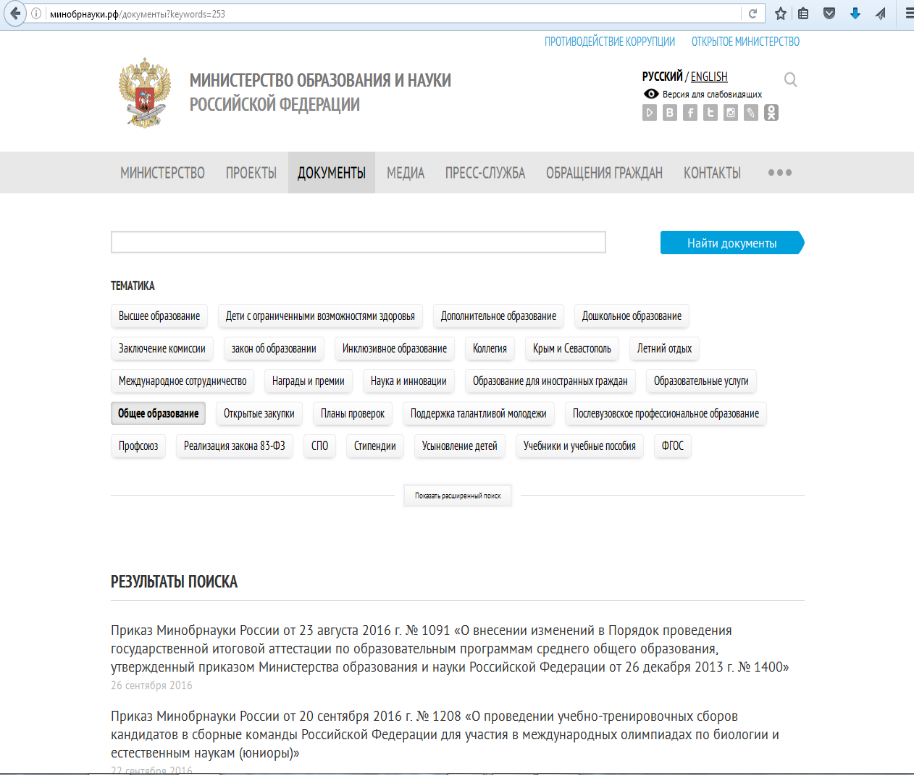 минобрнауки.рф/документы?keywords=253
ПРОТИВОДЕЙСТВИЕ КОРРУПЦИИ ОТКРЫТОЕ МИНИСТЕРСТВО
МИНИСТЕРСТВО ОБРАЗОВАНИЯ И НАУКИ
РОССИЙСКОЙ ФЕДЕРАЦИИ
РУССКИЙ / ENGLISH
Версия для слабовидящих
МИНИСТЕРСТВО ПРОЕКТЫ ДОКУМЕНТЫ МЕДИА ПРЕСС-СЛУЖБА ОБРАЩЕНИЯ ГРАЖДАН КОНТАКТЫ
Найти документы
ТЕМАТИКА
Высшее образование Дети с ограниченными возможностями здоровья Дополнительное образование Дошкольное образование
Заключение комиссии закон об образовании Инклюзивное образование Коллегия Крым и Севастополь Летний отдых
Международное сотрудничество Награды и премии Наука и инновации Образование для иностранных граждан Образовательные услуги
Общее образование Открытые закупки Планы проверок Поддержка талантливой молодежи Послевузовское профессиональное образование
Профсоюз Реализация закона 83-ФЗ СПО Стипендии Усыновление детей Учебники и учебные пособия ФГОС
Показать расширенный поиск
РЕЗУЛЬТАТЫ ПОИСКА
Приказ Минобрнауки России от 23 августа 2016 г. № 1091 «О внесении изменений в Порядок проведения
государственной итоговой аттестации по образовательным программам среднего общего образования,
утвержденный приказом Министерства образования и науки Российской Федерации от 26 декабря 2013 г. № 1400»
26 сентября 2016
Приказ Минобрнауки России от 20 сентября 2016 г. № 1208 «О проведении учебно-тренировочных сборов
кандидатов в сборные команды Российской Федерации для участия в международных олимпиадах по биологии и
естественным наукам (юниоры)»
22 сентября 2016